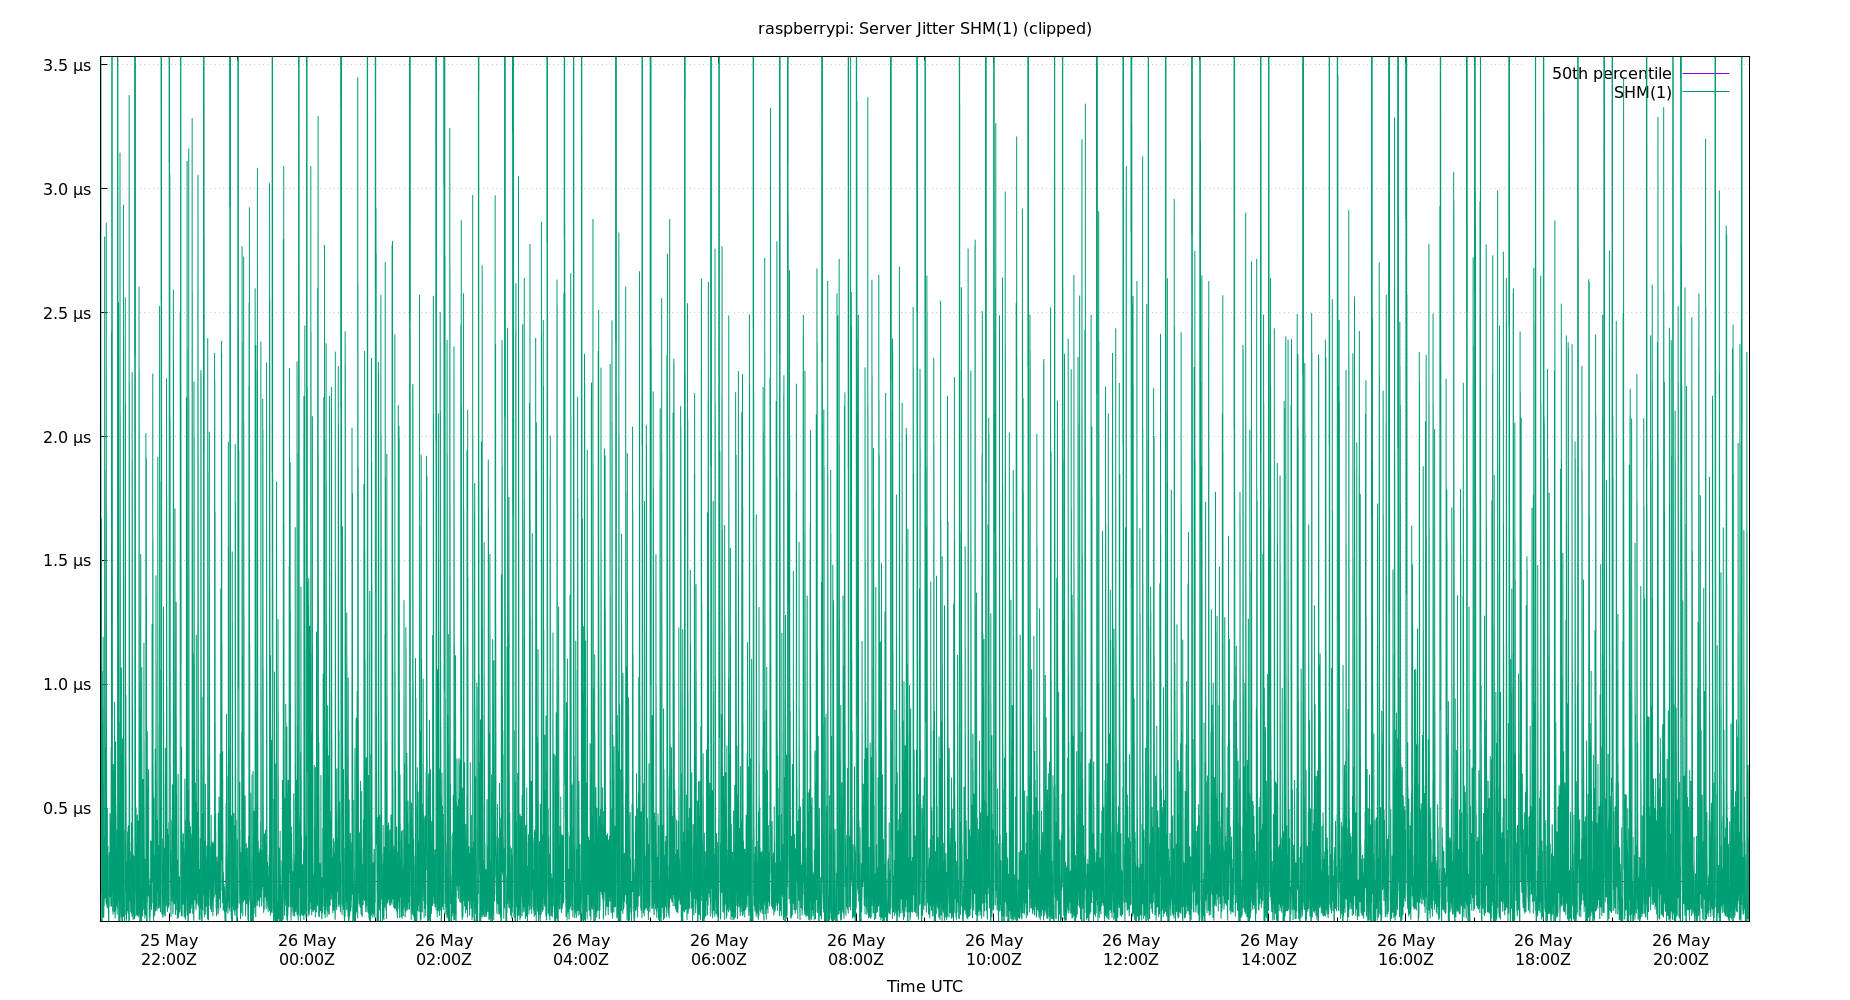 raspberrypi: Server Jitter SHM(1) (clipped)
50th percentile
SHM(1)
3.5 µs
3.0 µs
2.5 µs
2.0 µs
1.5 µs
1.0 µs
0.5 µs
25 May 26 May 26 May 26 May 26 May 26 May 26 May 26 May 26 May 26 May 26 May 26 May
22:00Z 00:00Z 02:00Z 04:00Z 06:00Z 08:00Z 10:00Z 12:00Z 14:00Z 16:00Z 18:00Z 20:00Z
Time UTC